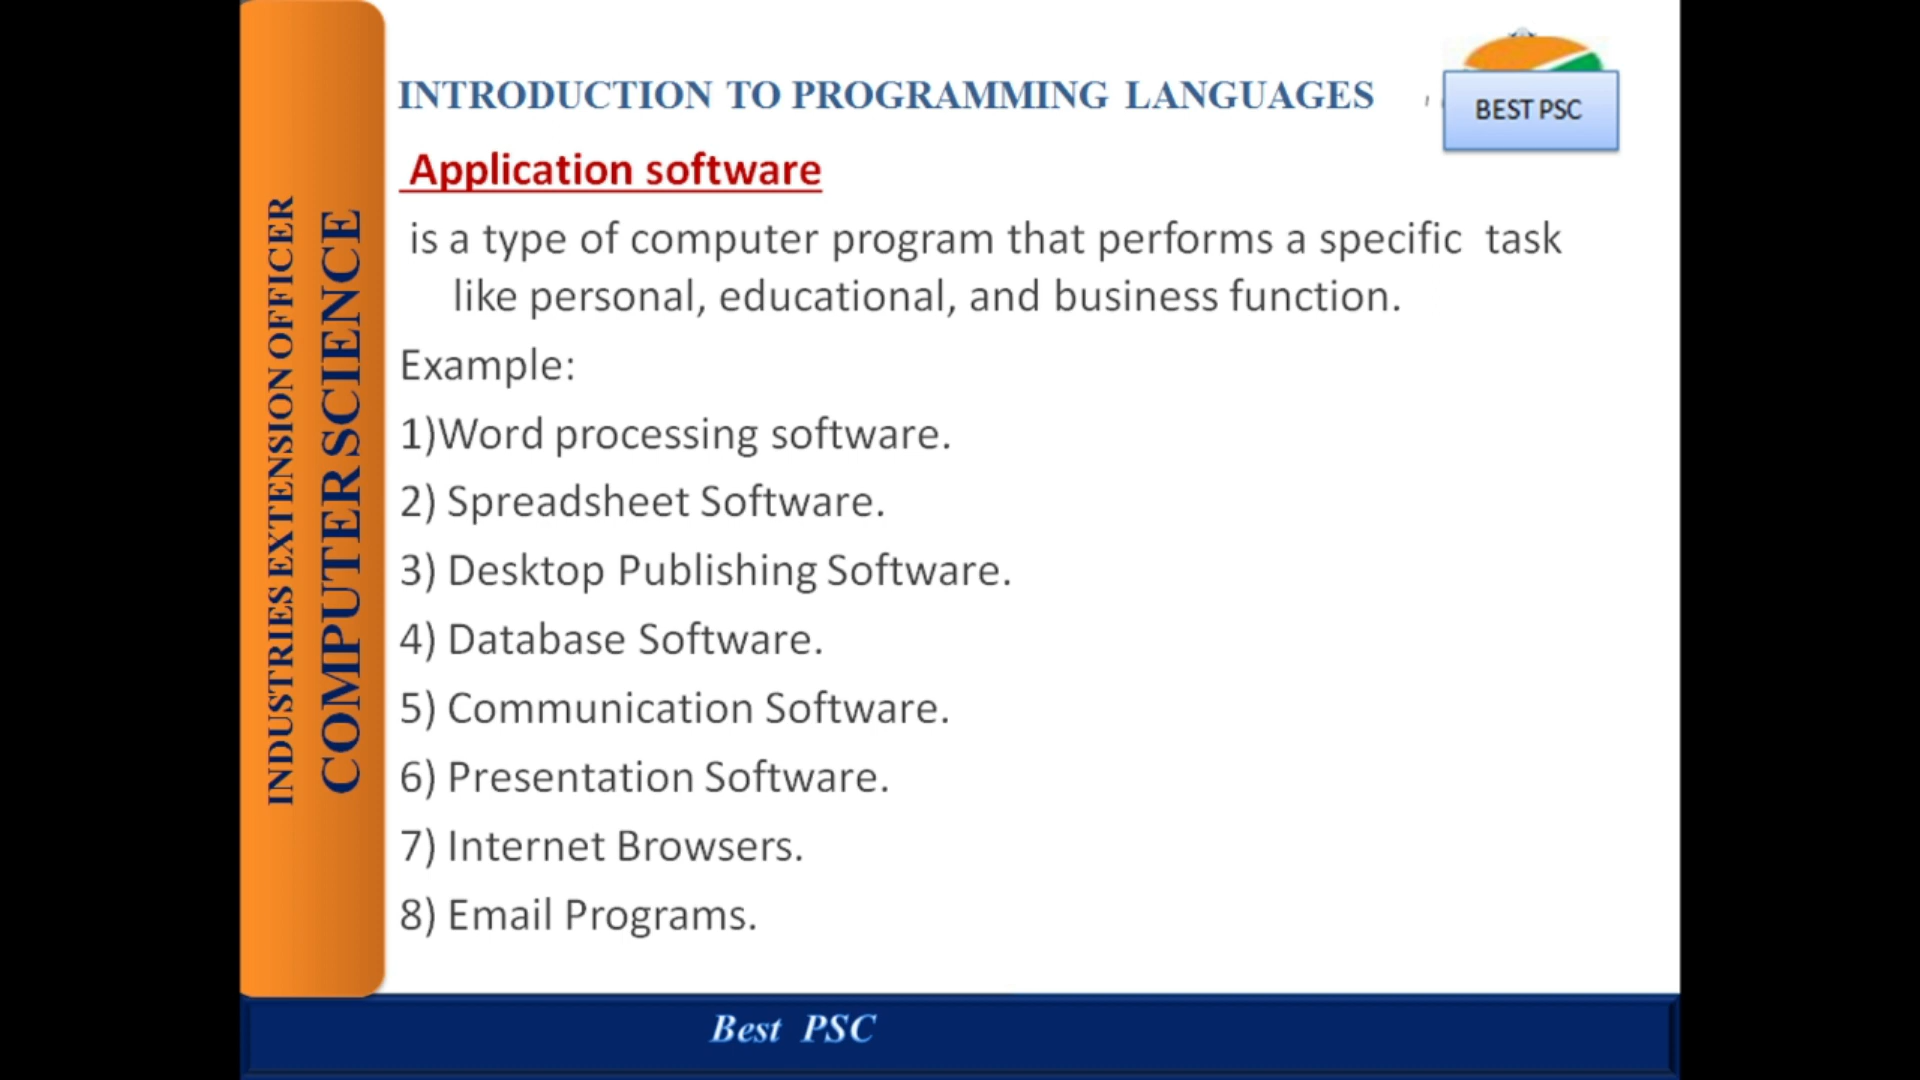 INTRODUCTION TO PROGRAMMING LANGUAGES
BEST PSC
Application software
is a type of computer program that performs a specific task
like personal, educational, and business function.
Example:
1)Word processing software.
2) Spreadsheet Software.
3) Desktop Publishing Software.
4) Database Software.
5) Communication Software.
6) Presentation Software.
7) Internet Browsers.
8) Email Programs.
INDUSTRIES EXTENSION OFFICER
COMPUTER SCIENCE
Best PSC